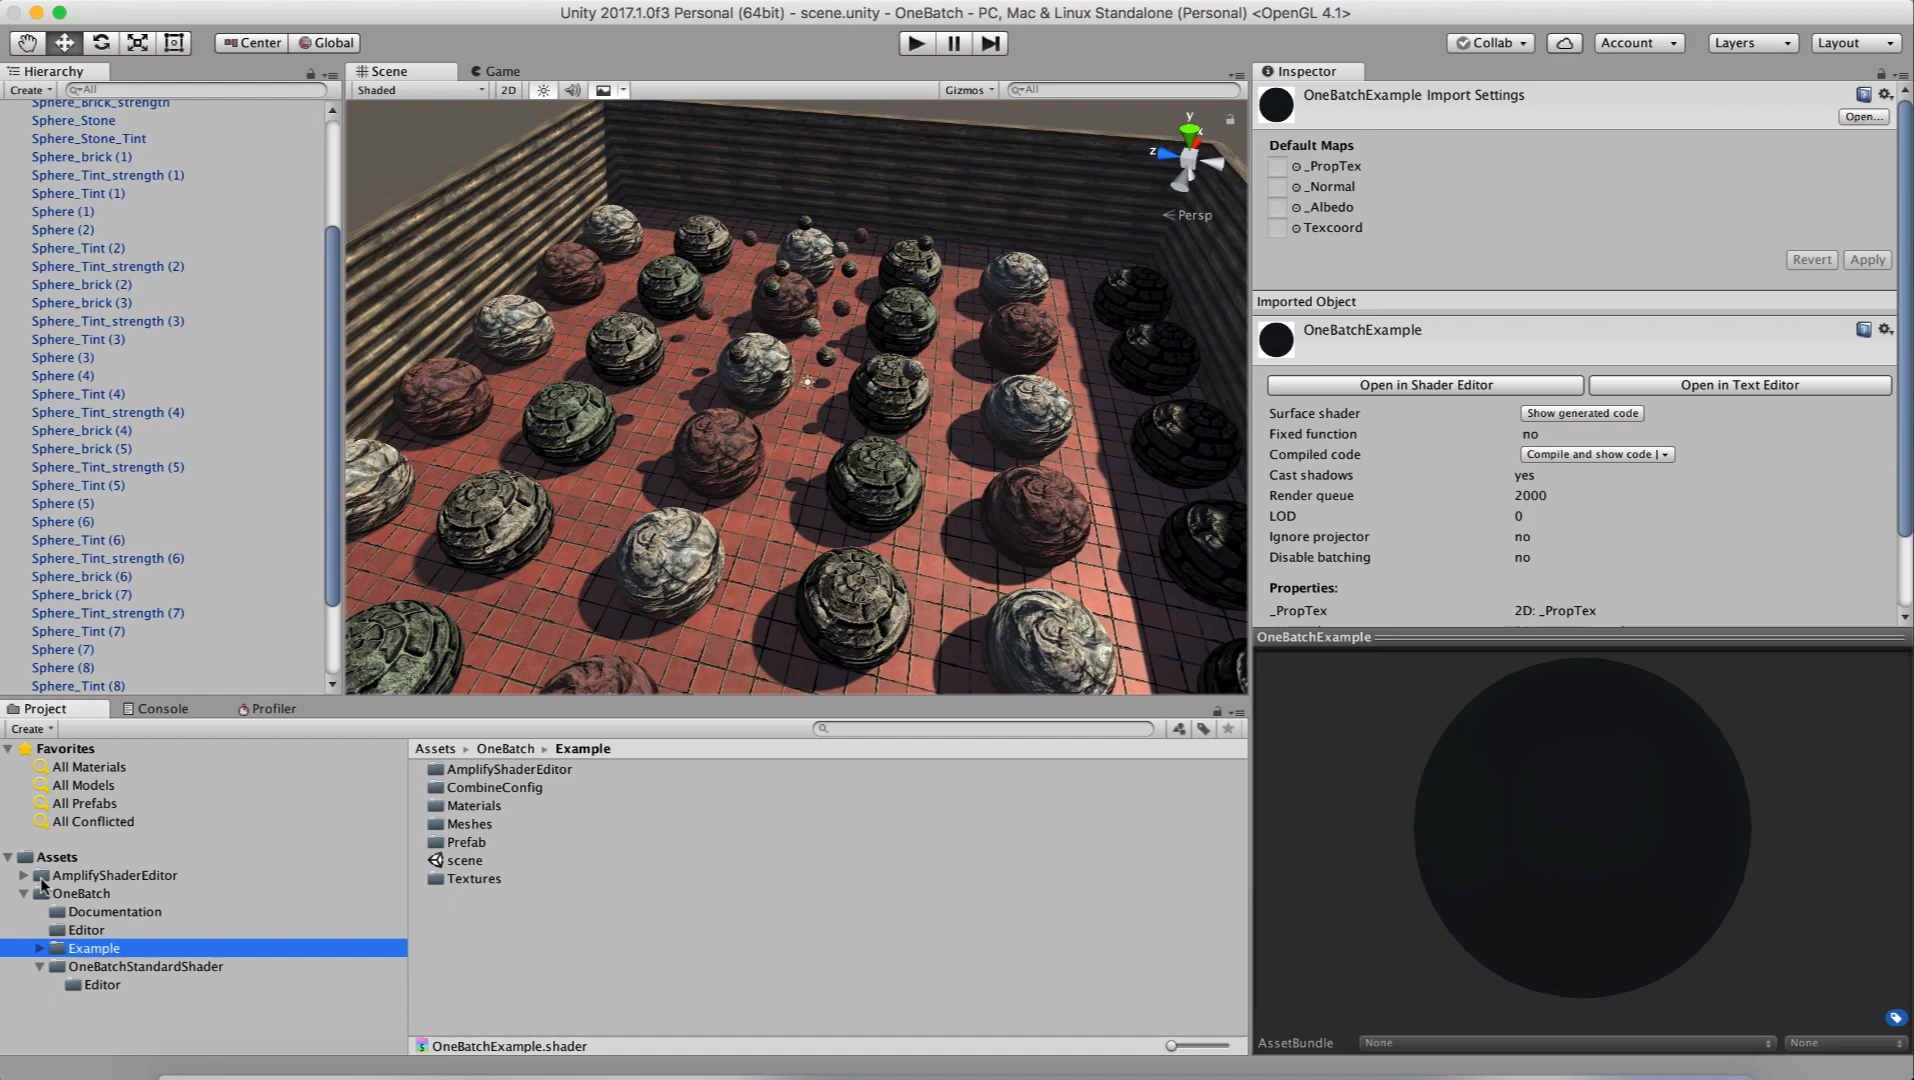 Unity 2017.1.0f3 Personal (64bit) - scene.unity - OneBatch - PC, Mac & Linux Standalone (Personal) <OpenGL 4.1>
Center Global Collab Account Layers Layout
Hierarchy
Create All
Sphere_Brick_strength
Sphere_Stone
Sphere_Stone_Tint
Sphere_brick (1)
Sphere_Tint_strength (1)
Sphere_Tint (1)
Sphere (1)
Sphere (2)
Sphere_Tint (2)
Sphere_Tint_strength (2)
Sphere_brick (2)
Sphere_brick (3)
Sphere_Tint_strength (3)
Sphere_Tint (3)
Sphere (3)
Sphere (4)
Sphere_Tint (4)
Sphere_Tint_strength (4)
Sphere_brick (4)
Sphere_brick (5)
Sphere_Tint_strength (5)
Sphere_Tint (5)
Sphere (5)
Sphere (6)
Sphere_Tint (6)
Sphere_Tint_strength (6)
Sphere_brick (6)
Sphere_brick (7)
Sphere_Tint_strength (7)
Sphere_Tint (7)
Sphere (7)
Sphere (8)
Sphere_Tint (8)
Scene Game
Shaded 2D Gizmos All
y
x
z
Persp
Inspector
OneBatchExample Import Settings
Open...
Default Maps
_PropTex
_Normal
_Albedo
Texcoord
Revert Apply
Imported Object
OneBatchExample
Open in Shader Editor Open in Text Editor
Surface shader Show generated code
Fixed function no
Compiled code Compile and show code |
Cast shadows yes
Render queue 2000
LOD 0
Ignore projector no
Disable batching no
Properties:
_PropTex 2D: _PropTex
OneBatchExample
AssetBundle None None
Project Console Profiler
Create
Favorites
All Materials
All Models
All Prefabs
All Conflicted
Assets
AmplifyShaderEditor
OneBatch
Documentation
Editor
Example
OneBatchStandardShader
Editor
Assets OneBatch Example
AmplifyShaderEditor
CombineConfig
Materials
Meshes
Prefab
scene
Textures
OneBatchExample.shader